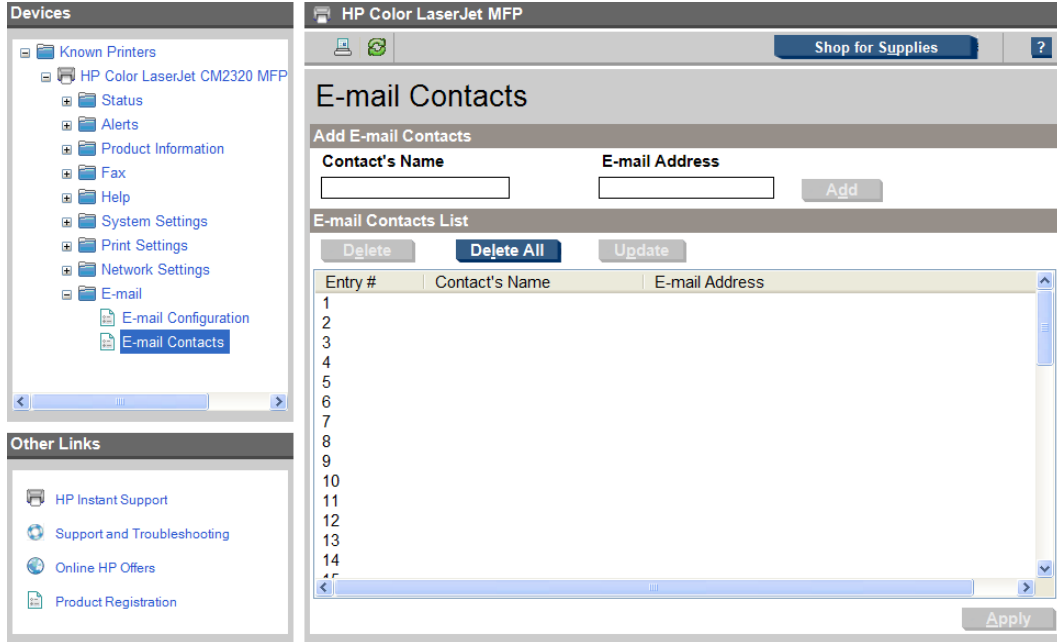 Devices
Known Printers
HP Color LaserJet CM2320 MFP
Status
Alerts
Product Information
Fax
Help
System Settings
Print Settings
Network Settings
E-mail
E-mail Configuration
E-mail Contacts
Other Links
HP Instant Support
Support and Troubleshooting
Online HP Offers
Product Registration
HP Color LaserJet MFP
Shop for Supplies ?
E-mail Contacts
Add E-mail Contacts
Contact's Name E-mail Address
Add
E-mail Contacts List
Delete Delete All Update
Entry # Contact's Name E-mail Address
1
2
3
4
5
6
7
8
9
10
11
12
13
14
15
Apply